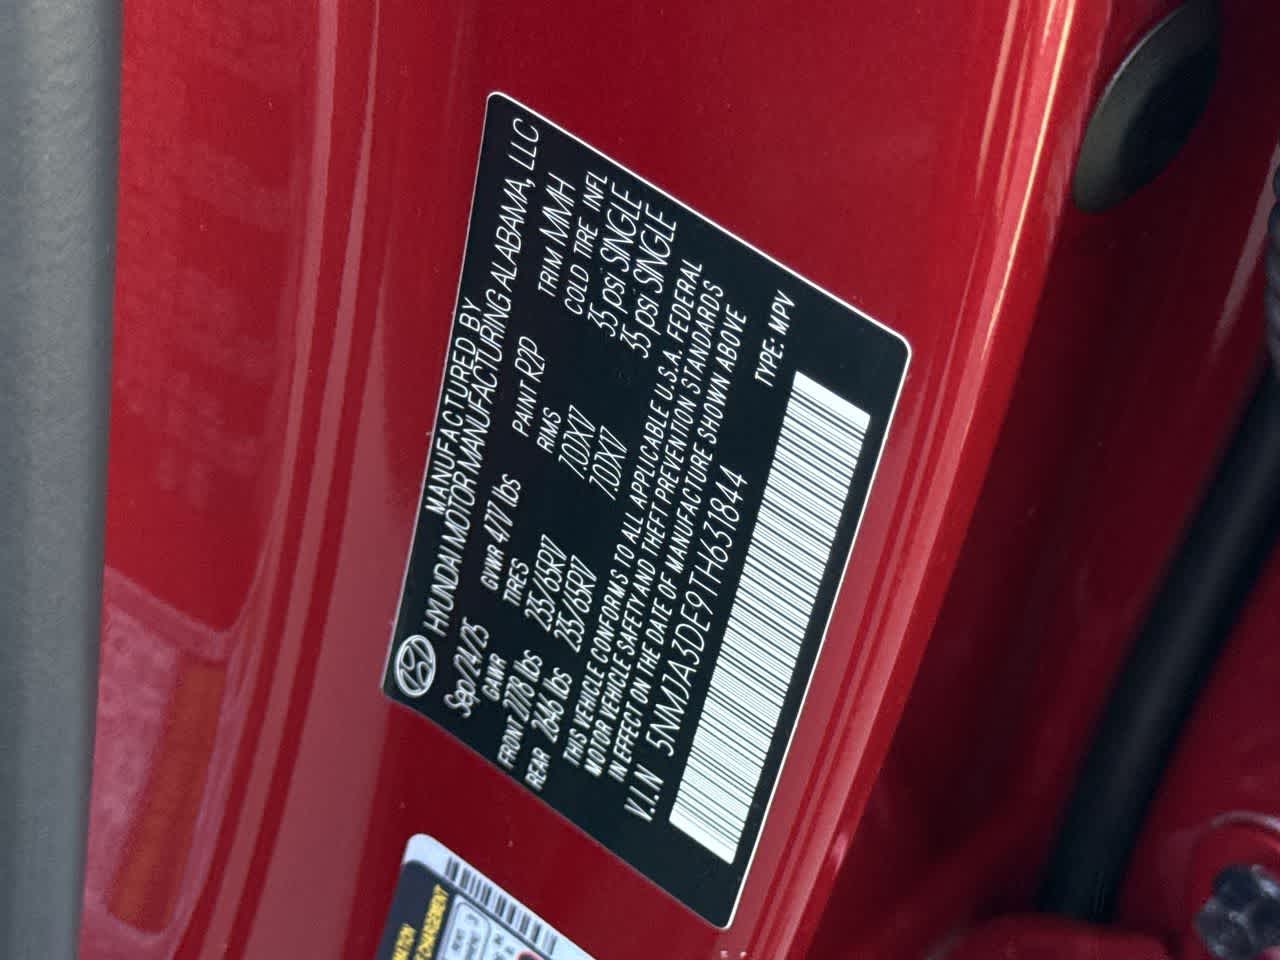 MANUFACTURED BY
HYUNDAI MOTOR MANUFACTURING ALABAMA, LLC
Sep/24/25 GVWR 4717 lbs PAINT R2P TRIM MMH
GAWR TIRES RIMS COLD TIRE INFL
FRONT 2178 lbs 235/65R17 7.0X17 35 psi SINGLE
REAR 2646 lbs 235/65R17 7.0X17 35 psi SINGLE
THIS VEHICLE CONFORMS TO ALL APPLICABLE U.S.A. FEDERAL
MOTOR VEHICLE SAFETY AND THEFT PREVENTION STANDARDS
IN EFFECT ON THE DATE OF MANUFACTURE SHOWN ABOVE
V.I.N 5NMJA3DE9TH631844 TYPE: MPV